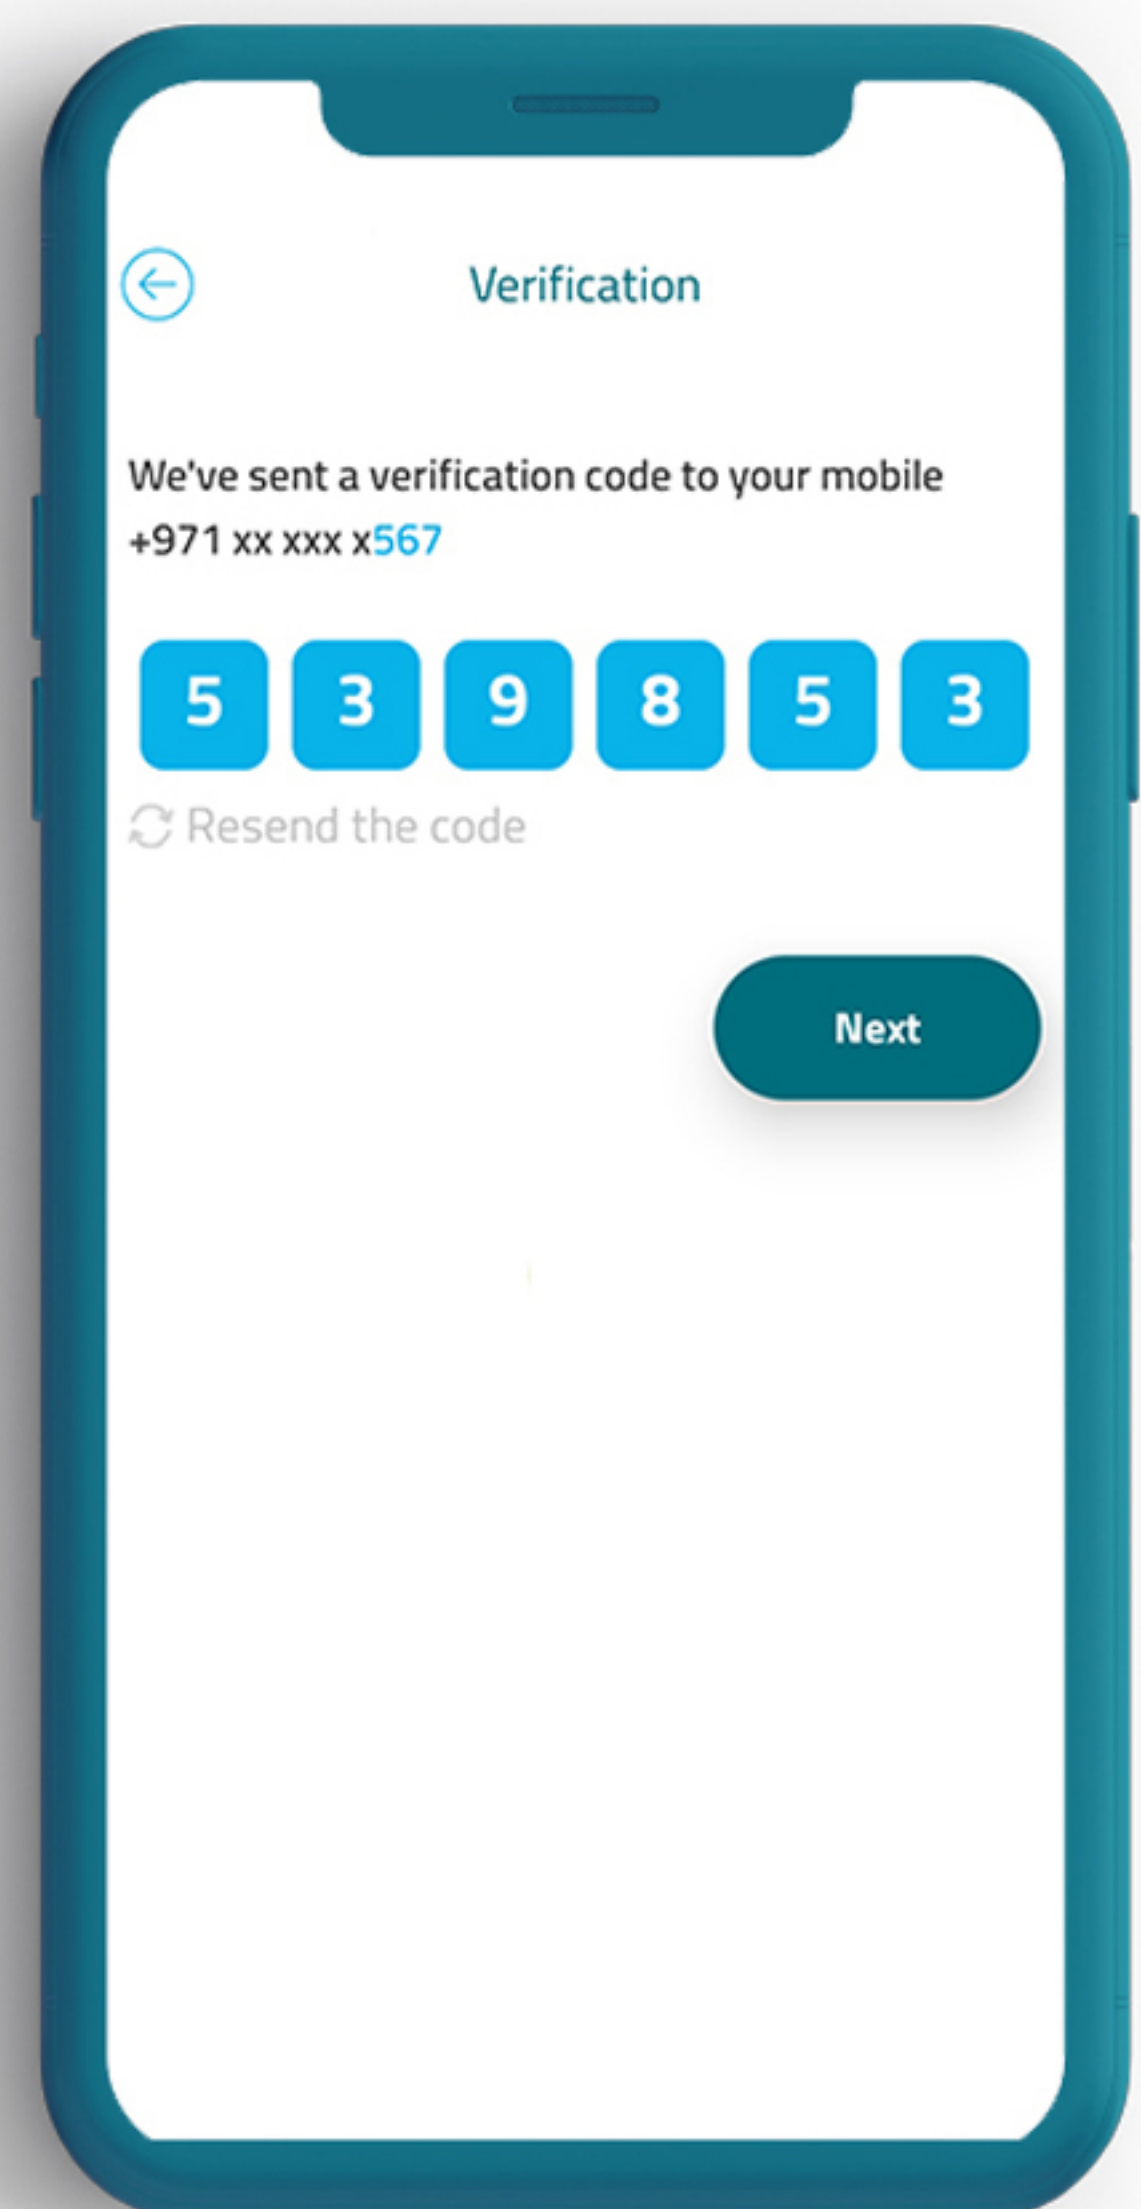 Verification
We've sent a verification code to your mobile
+971 xx xxx x567
5 3 9 8 5 3
Resend the code
Next